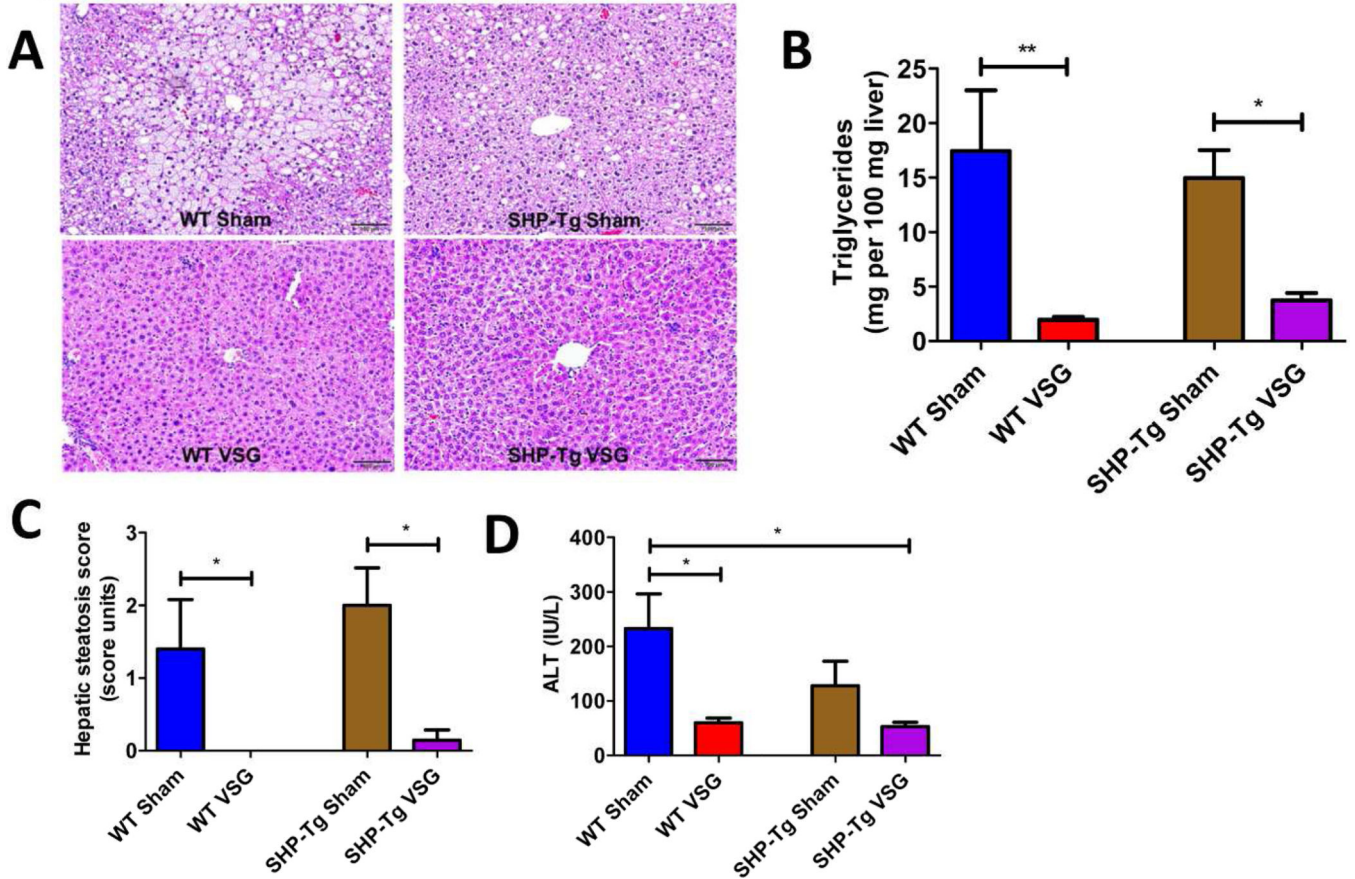 A
WT Sham
SHP-Tg Sham
WT VSG
SHP-Tg VSG
B
Triglycerides
(mg per 100 mg liver)
25
20
15
10
5
0
**
*
WT Sham
WT VSG
SHP-Tg Sham
SHP-Tg VSG
C
Hepatic steatosis score
(score units)
3
2
1
0
*
*
WT Sham
WT VSG
SHP-Tg Sham
SHP-Tg VSG
D
ALT (IU/L)
400
300
200
100
0
*
*
WT Sham
WT VSG
SHP-Tg Sham
SHP-Tg VSG